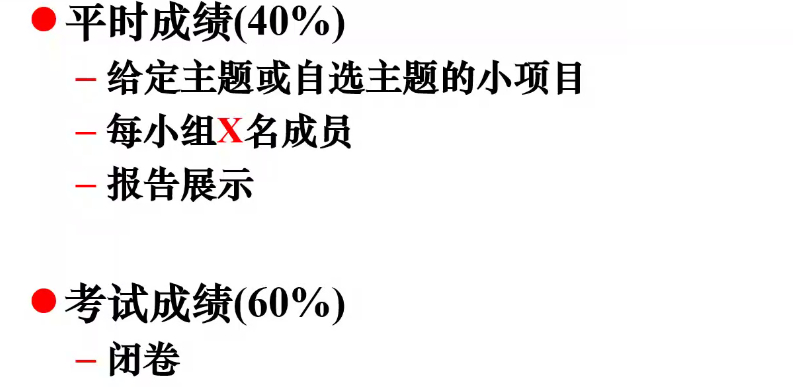 ● 平时成绩(40%)
– 给定主题或自选主题的小项目
– 每小组X名成员
– 报告展示
● 考试成绩(60%)
– 闭卷